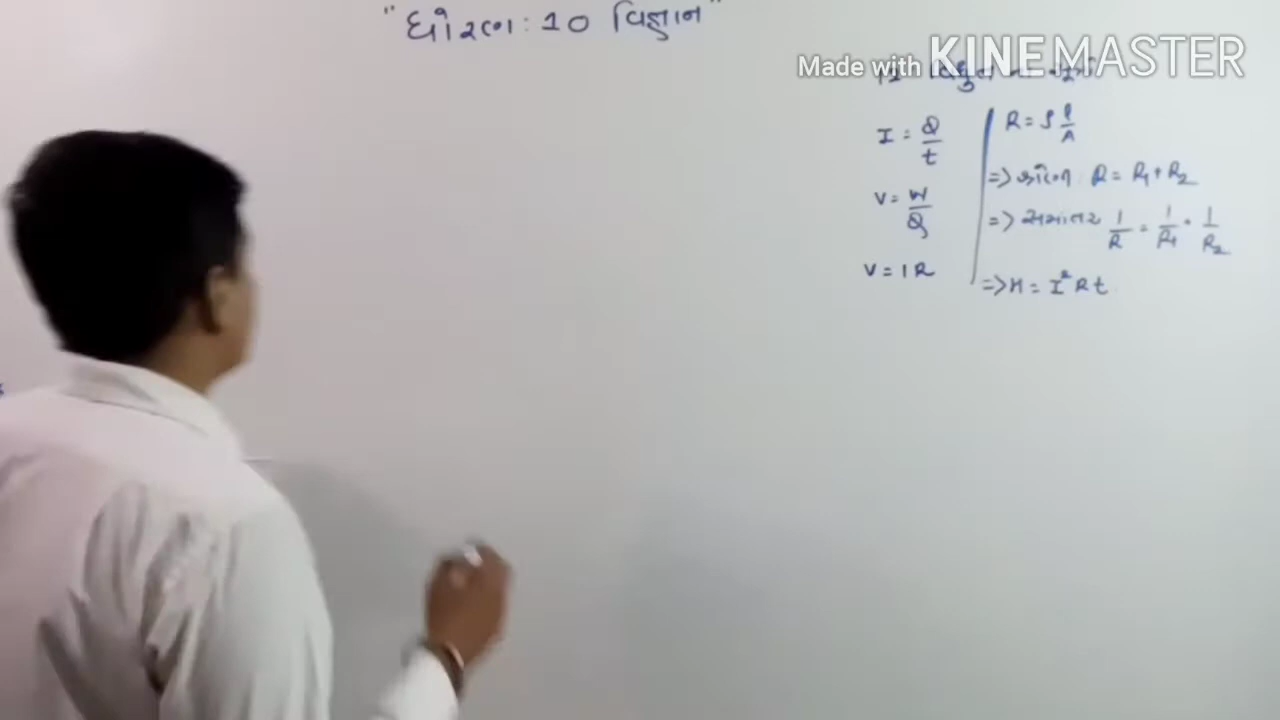 "ધોરણ : 10 વિજ્ઞાન"
Made with KINEMASTER
I = Q/t
V = W/Q
V = IR
R = ρ l/A
=> શ્રેણી : R = R1 + R2
=> સમાંતર 1/R = 1/R1 + 1/R2
=> H = I²Rt